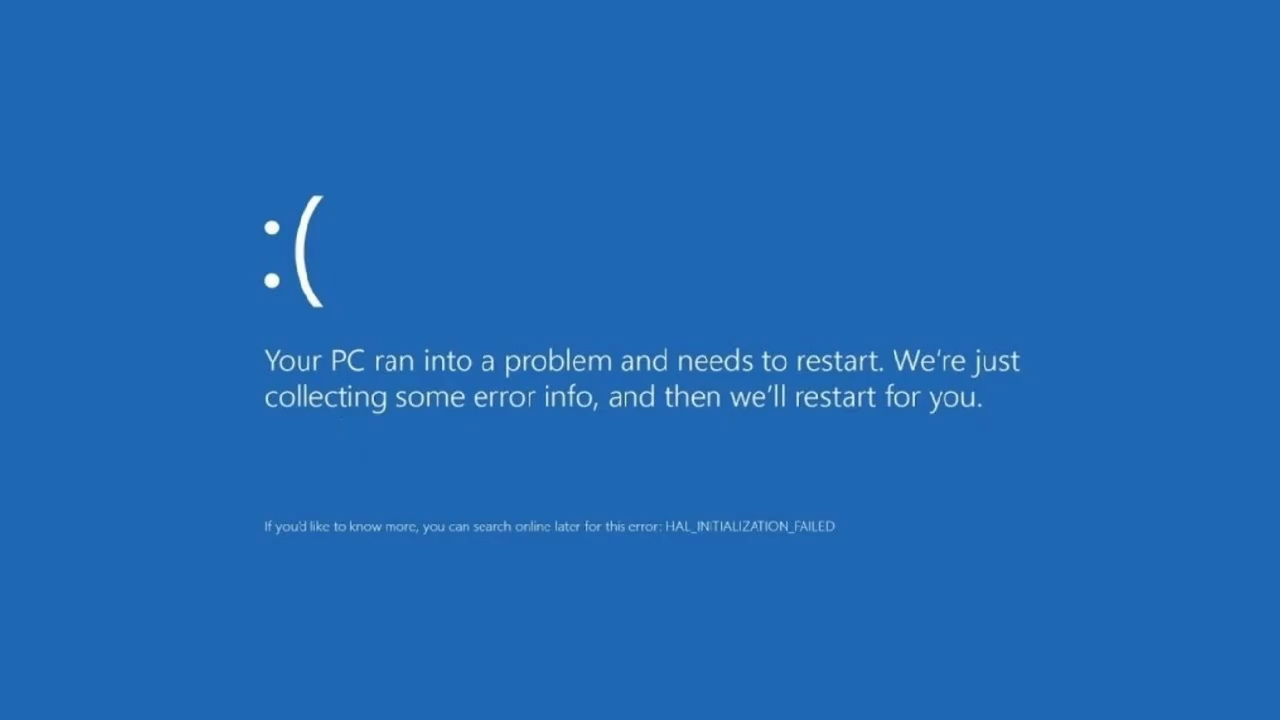 :(
Your PC ran into a problem and needs to restart. We're just
collecting some error info, and then we'll restart for you.
If you'd like to know more, you can search online later for this error: HAL_INITIALIZATION_FAILED